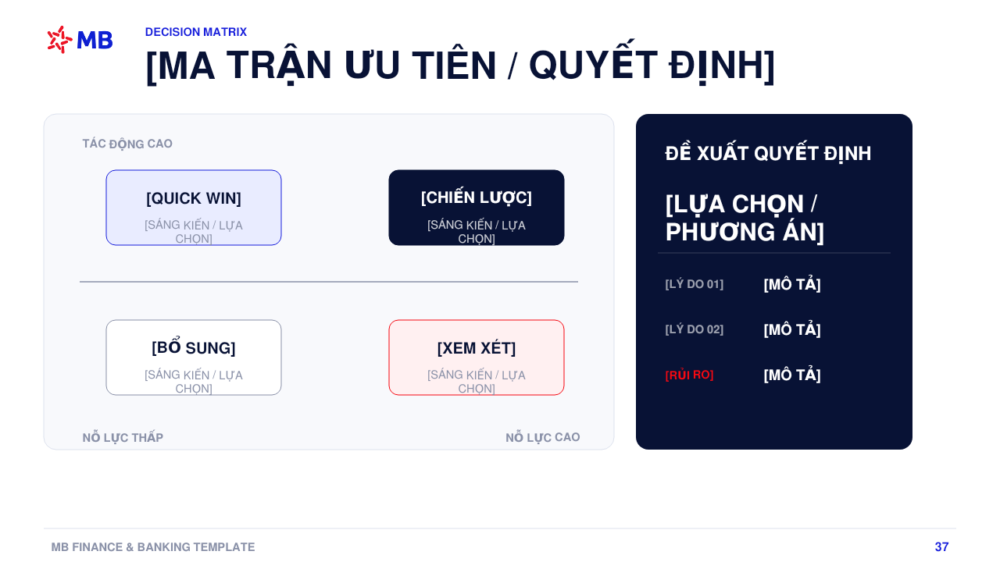 MB
DECISION MATRIX
[MA TRẬN ƯU TIÊN / QUYẾT ĐỊNH]
TÁC ĐỘNG CAO
[QUICK WIN]
[SÁNG KIẾN / LỰA
CHỌN]
[CHIẾN LƯỢC]
[SÁNG KIẾN / LỰA
CHỌN]
[BỔ SUNG]
[SÁNG KIẾN / LỰA
CHỌN]
[XEM XÉT]
[SÁNG KIẾN / LỰA
CHỌN]
NỖ LỰC THẤP
NỖ LỰC CAO
ĐỀ XUẤT QUYẾT ĐỊNH
[LỰA CHỌN /
PHƯƠNG ÁN]
[LÝ DO 01] [MÔ TẢ]
[LÝ DO 02] [MÔ TẢ]
[RỦI RO] [MÔ TẢ]
MB FINANCE & BANKING TEMPLATE
37